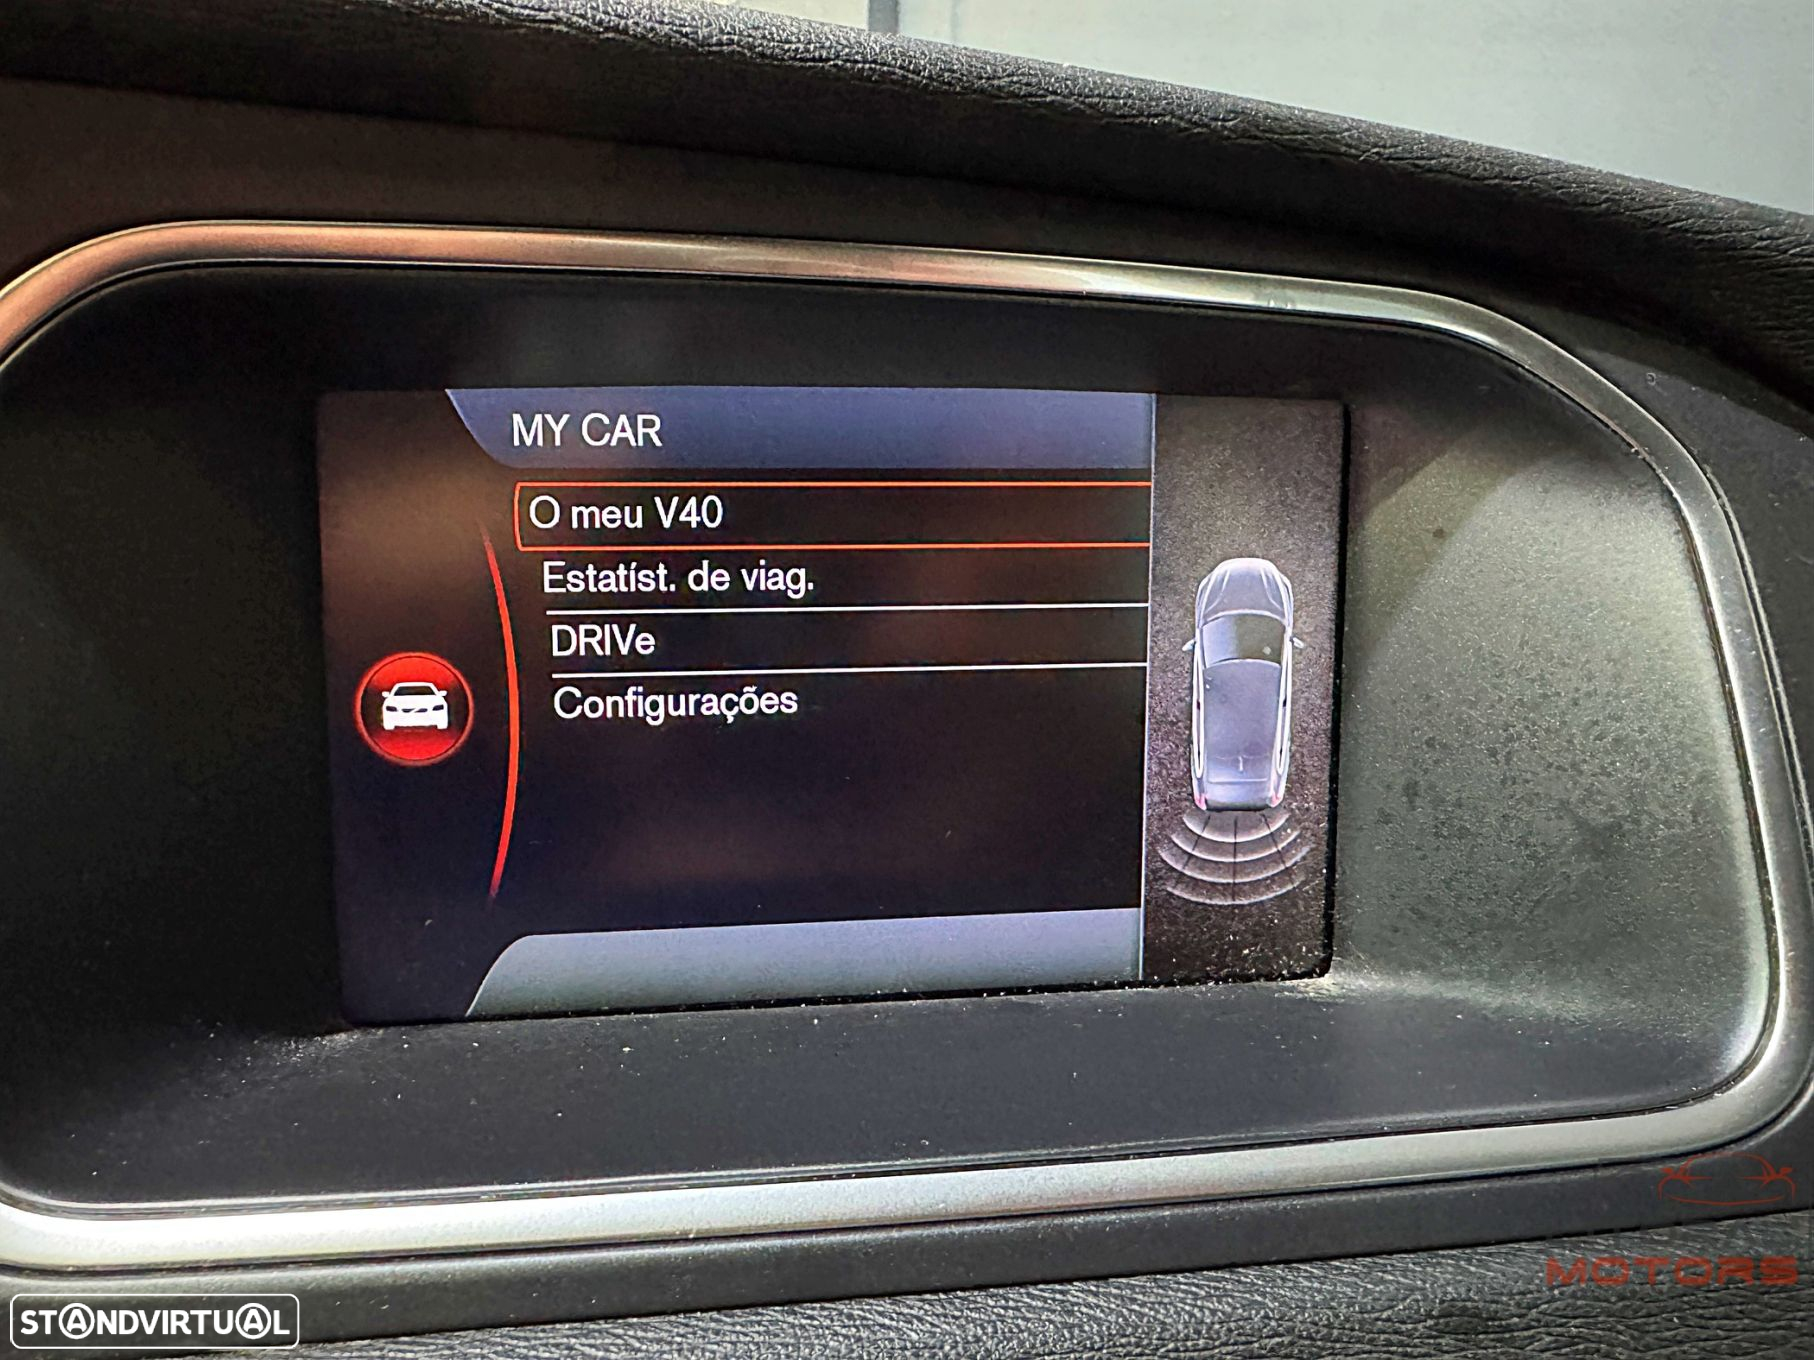 MY CAR
O meu V40
Estatíst. de viag.
DRIVe
Configurações
MOTORS
STANDVIRTUAL